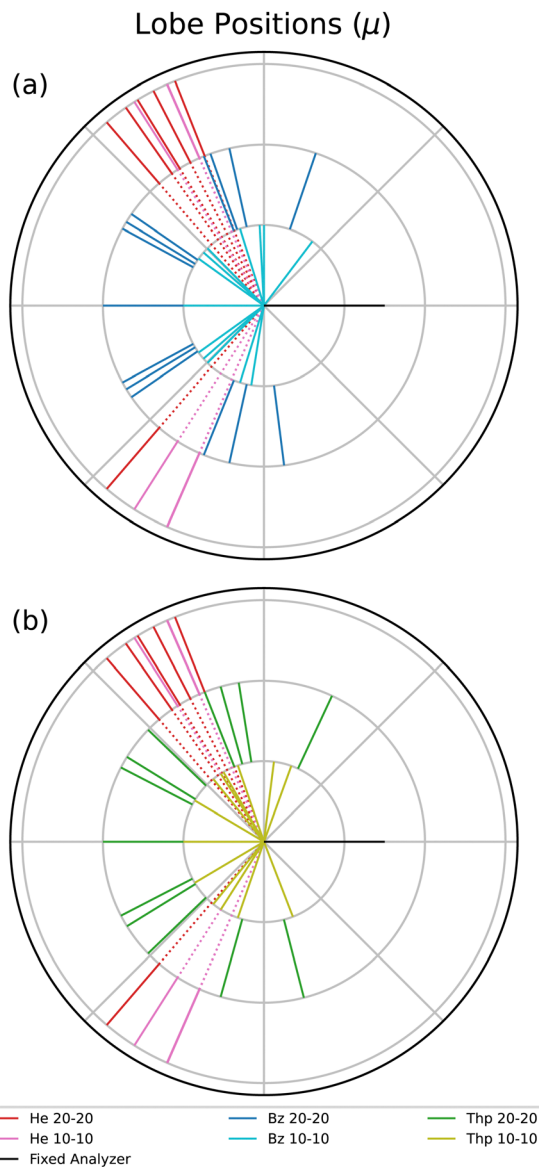 Lobe Positions (μ)
(a)
(b)
He 20-20 Bz 20-20 Thp 20-20
He 10-10 Bz 10-10 Thp 10-10
Fixed Analyzer